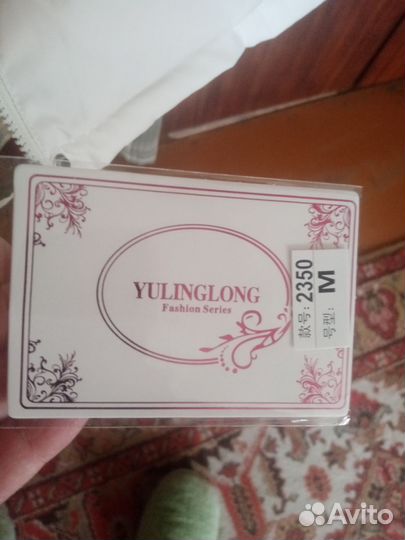 YULINGLONG
Fashion Series
款号: 2350
号型: M
Avito